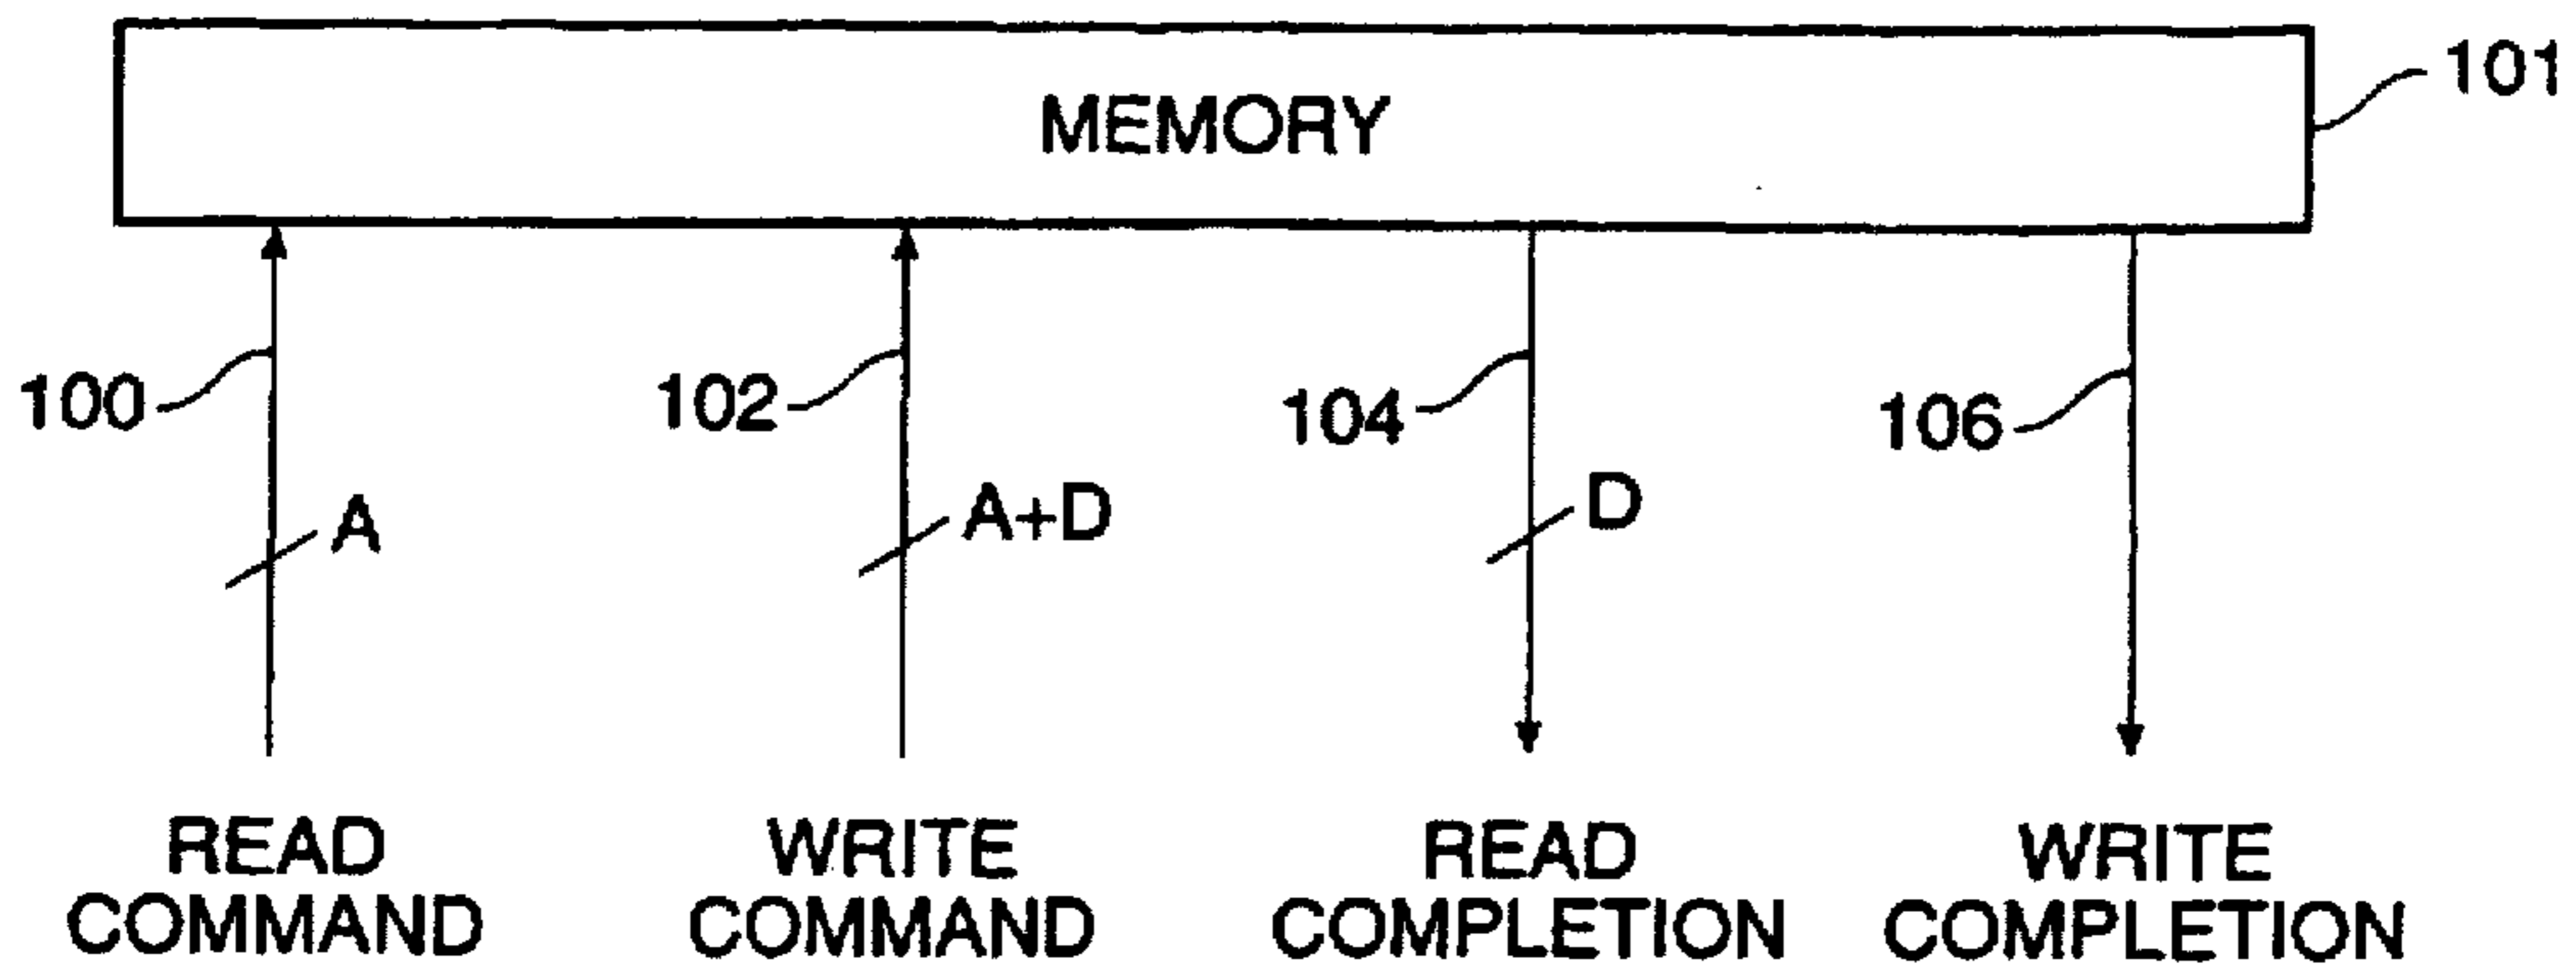 MEMORY
101
100
102
104
106
A
A+D
D
READ
COMMAND
WRITE
COMMAND
READ
COMPLETION
WRITE
COMPLETION